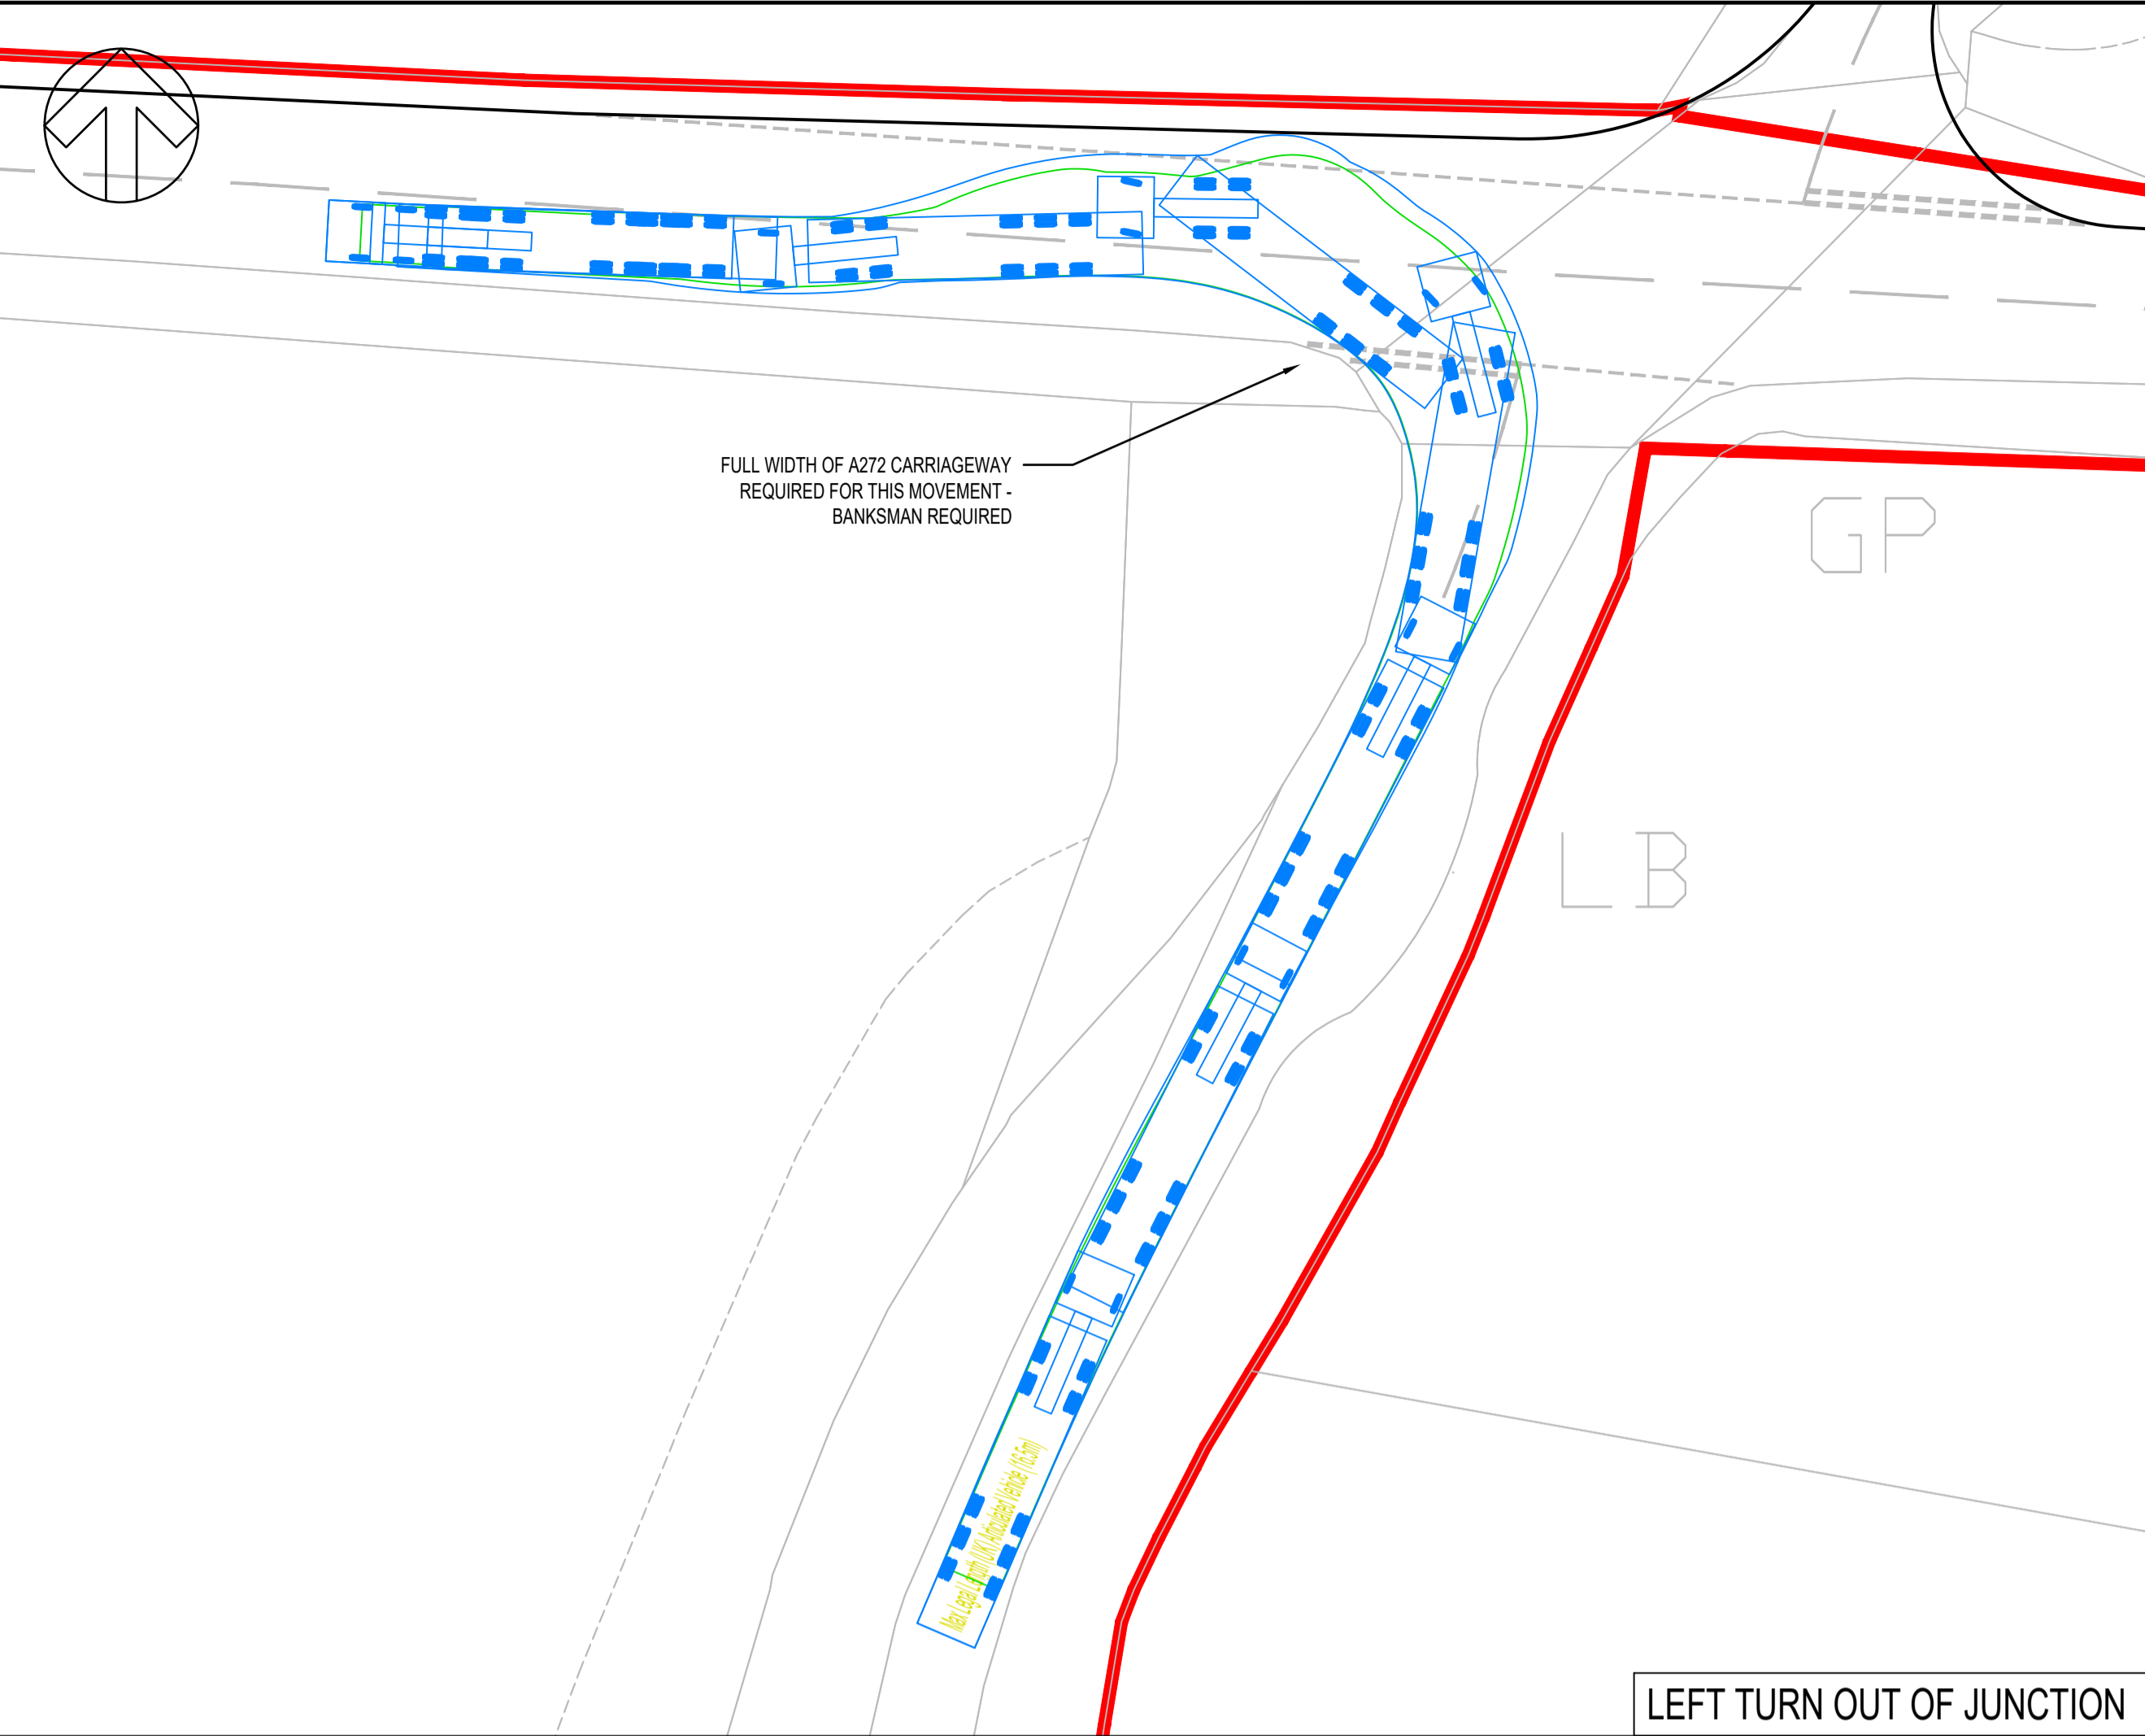 FULL WIDTH OF A272 CARRIAGEWAY
REQUIRED FOR THIS MOVEMENT -
BANKSMAN REQUIRED
GP
LB
LEFT TURN OUT OF JUNCTION